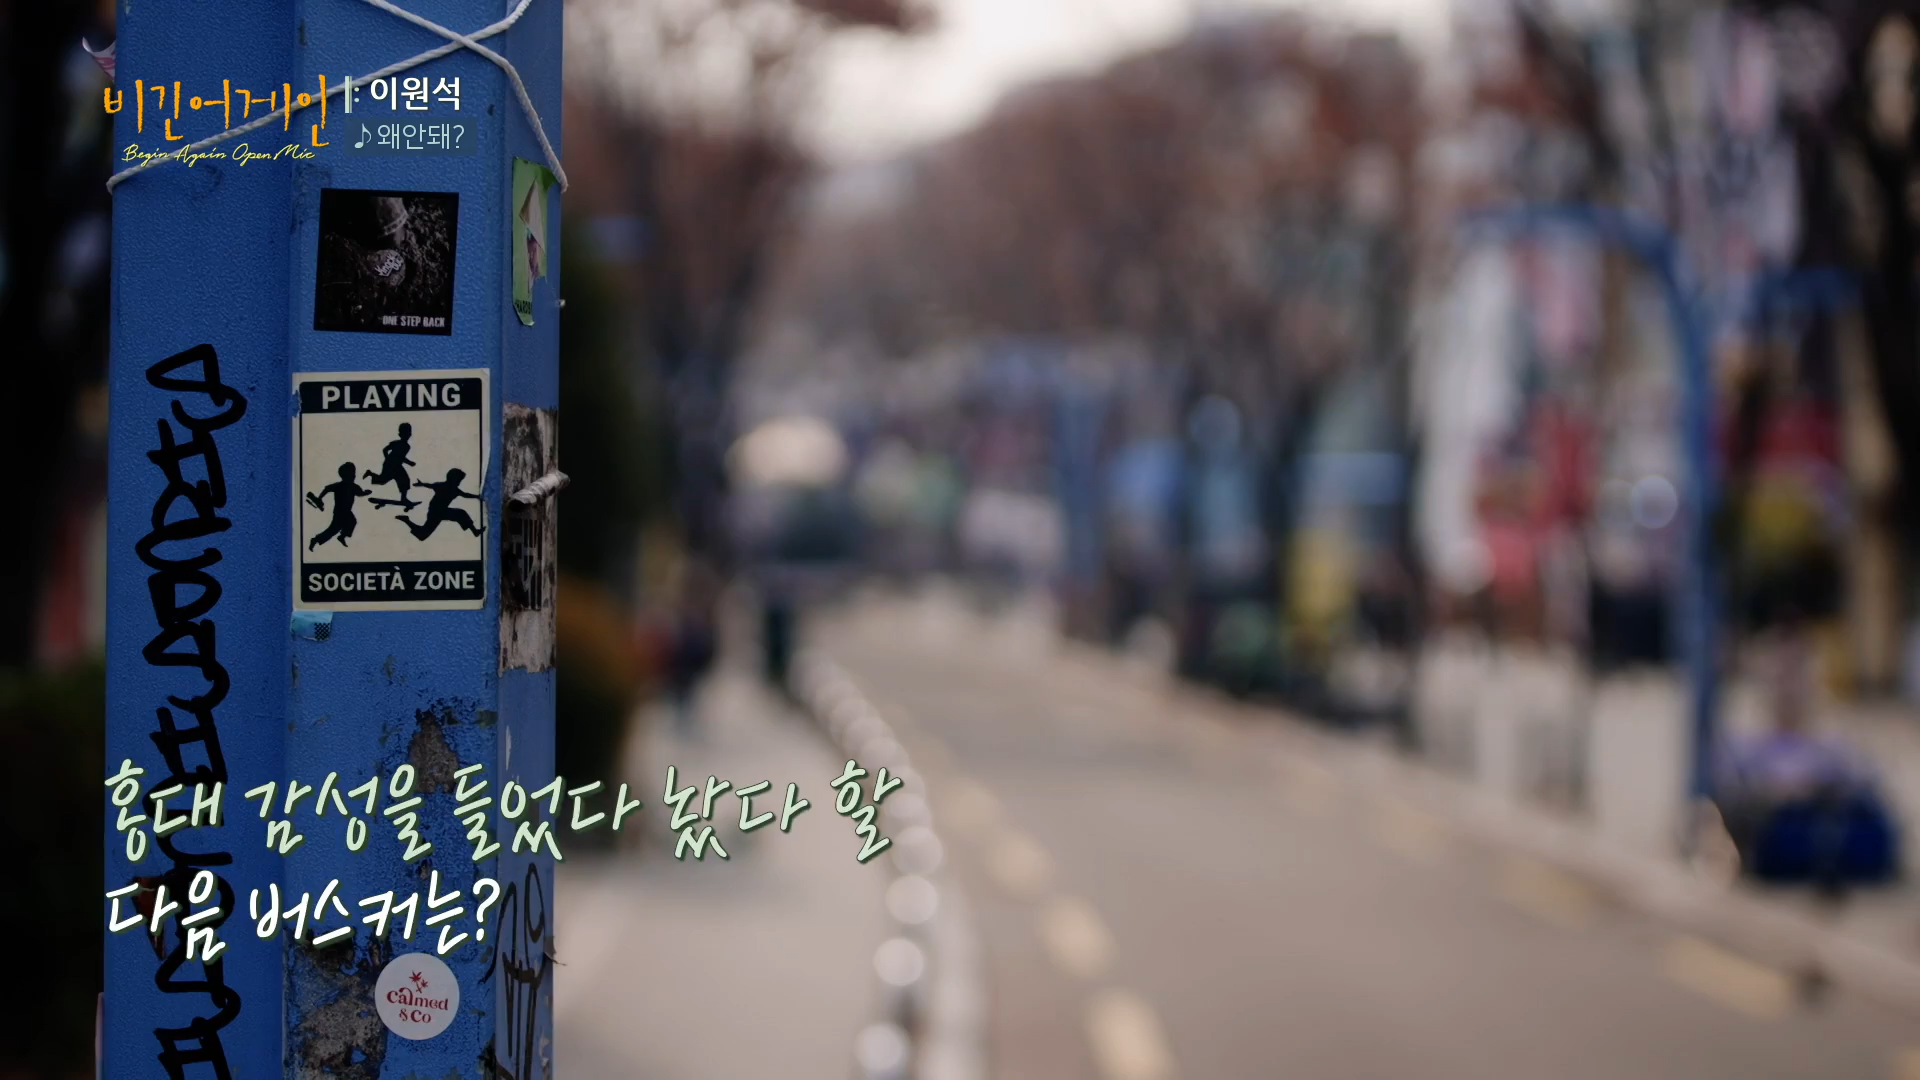 비긴어게인
Begin Again Open Mic
이원석
♪왜안돼?
ONE STEP BACK
PLAYING
SOCIETÀ ZONE
홍대 감성을 들었다 놨다 할
다음 버스커는?
calmed
& co